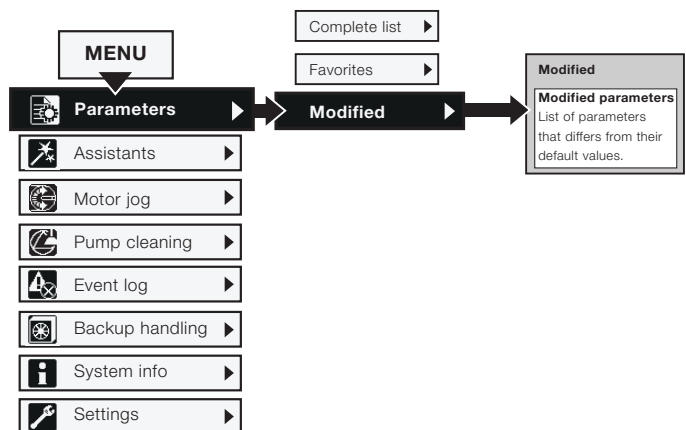 MENU
Parameters
Assistants
Motor jog
Pump cleaning
Event log
Backup handling
System info
Settings
Complete list
Favorites
Modified
Modified
Modified parameters
List of parameters
that differs from their
default values.